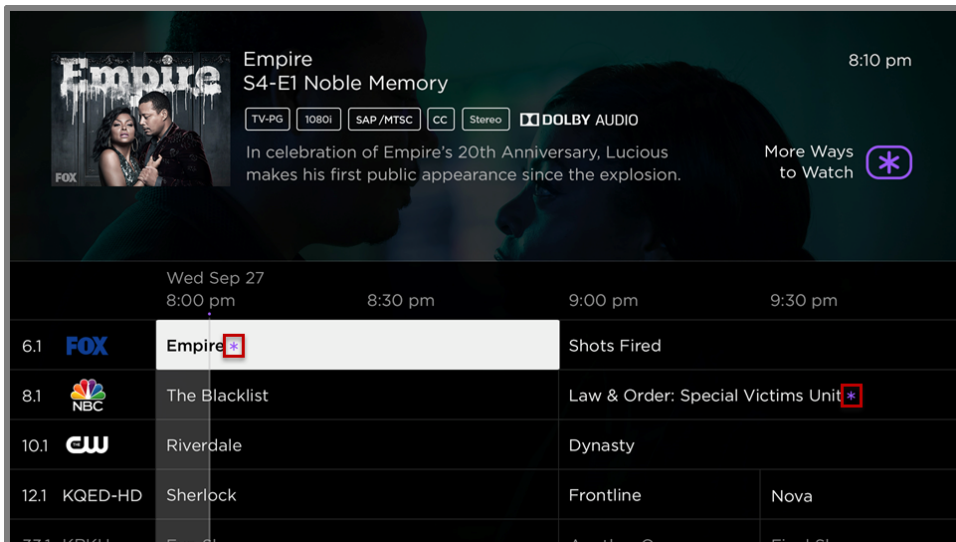 Empire
8:10 pm
S4-E1 Noble Memory
TV-PG 1080i SAP/MTSC CC Stereo DOLBY AUDIO
In celebration of Empire's 20th Anniversary, Lucious
makes his first public appearance since the explosion.
More Ways
to Watch *
Empire
FOX
Wed Sep 27
8:00 pm 8:30 pm 9:00 pm 9:30 pm
6.1 FOX Empire * Shots Fired
8.1 NBC The Blacklist Law & Order: Special Victims Unit *
10.1 THE CW Riverdale Dynasty
12.1 KQED-HD Sherlock Frontline Nova